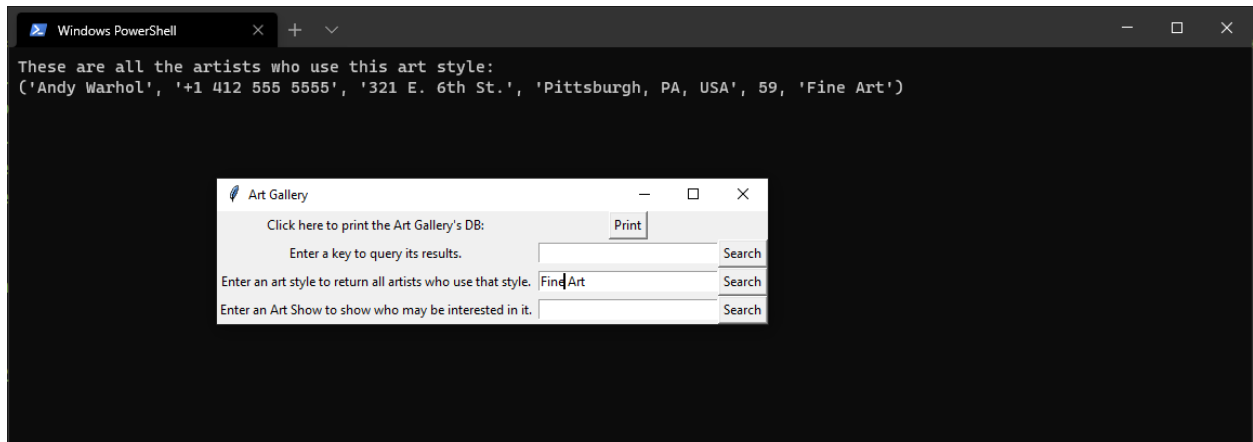 Windows PowerShell
These are all the artists who use this art style:
('Andy Warhol', '+1 412 555 5555', '321 E. 6th St.', 'Pittsburgh, PA, USA', 59, 'Fine Art')
Art Gallery
Click here to print the Art Gallery's DB: Print
Enter a key to query its results. Search
Enter an art style to return all artists who use that style. Fine Art Search
Enter an Art Show to show who may be interested in it. Search